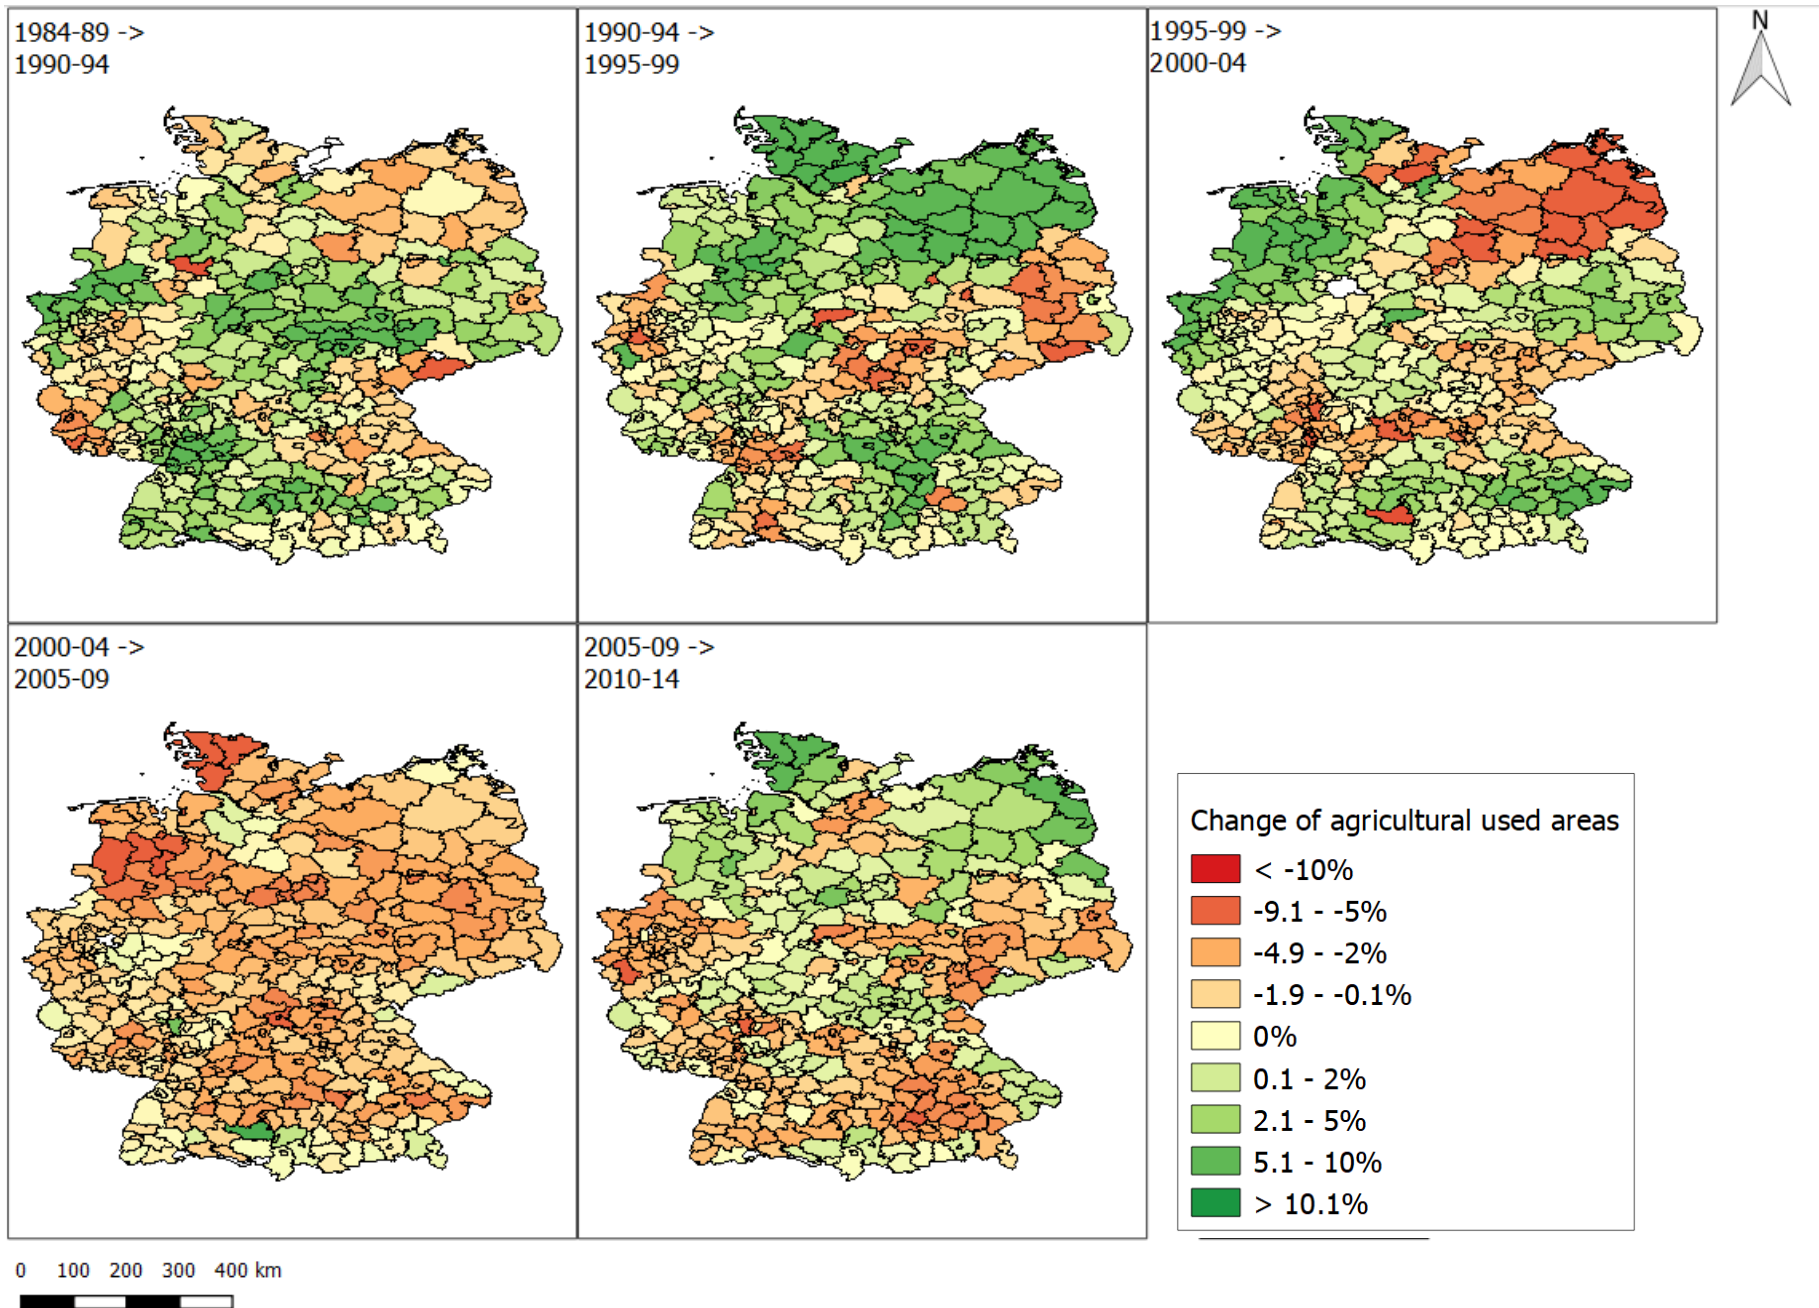 1984-89 ->
1990-94
1990-94 ->
1995-99
1995-99 ->
2000-04
N
2000-04 ->
2005-09
2005-09 ->
2010-14
Change of agricultural used areas
< -10%
-9.1 - -5%
-4.9 - -2%
-1.9 - -0.1%
0%
0.1 - 2%
2.1 - 5%
5.1 - 10%
> 10.1%
0 100 200 300 400 km